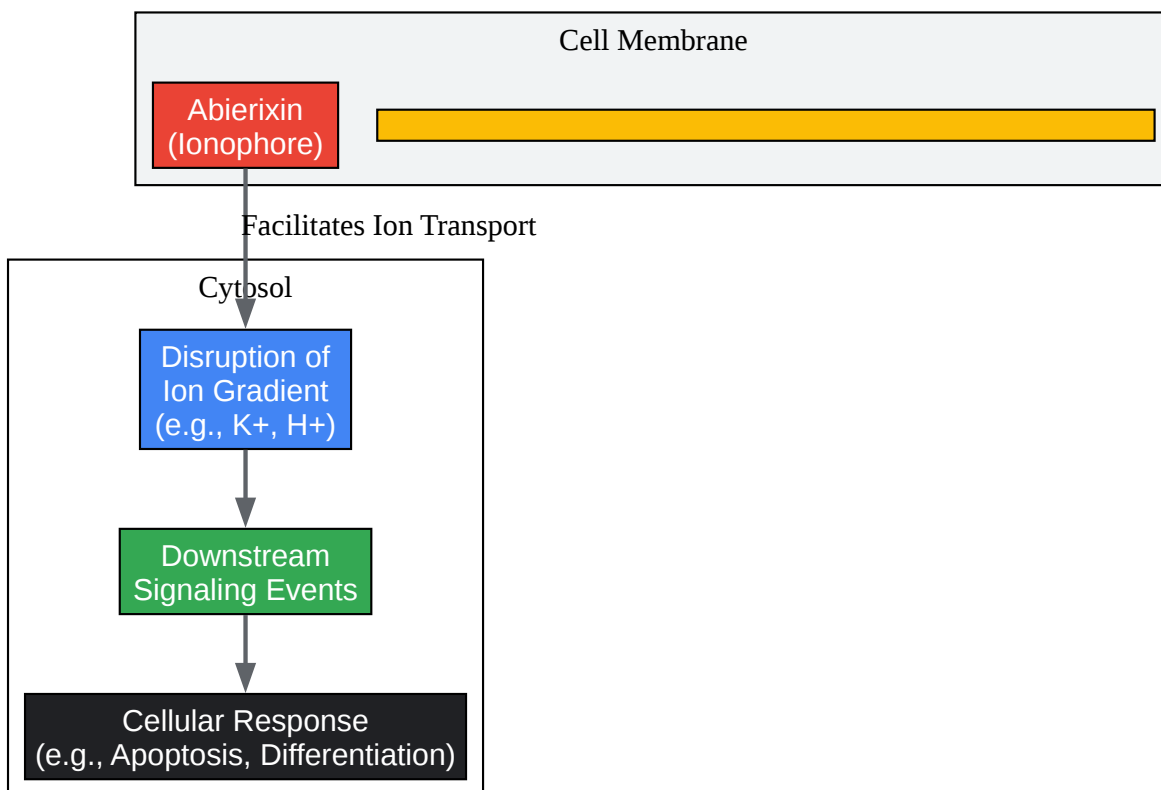 Cell Membrane
Abierixin
(Ionophore)
Facilitates Ion Transport
Cytosol
Disruption of
Ion Gradient
(e.g., K+, H+)
Downstream
Signaling Events
Cellular Response
(e.g., Apoptosis, Differentiation)